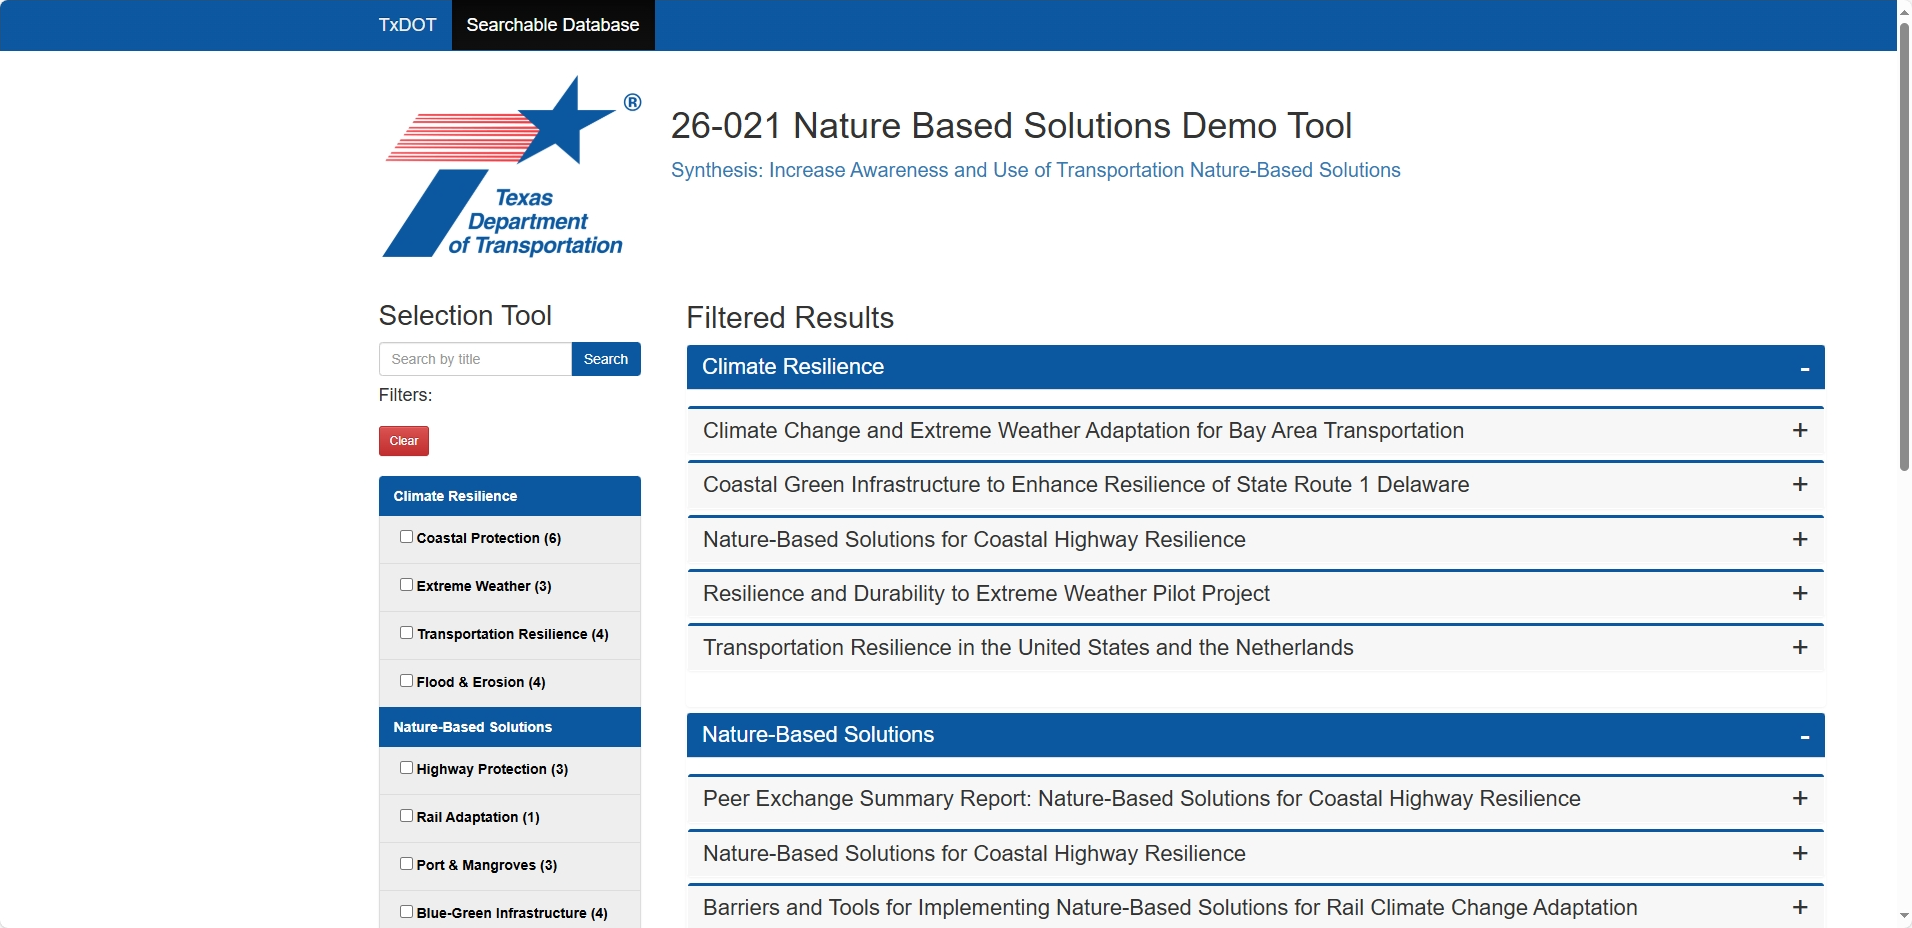 TxDOT
Searchable Database
®
Texas
Department
of Transportation
26-021 Nature Based Solutions Demo Tool
Synthesis: Increase Awareness and Use of Transportation Nature-Based Solutions
Selection Tool
Search by title
Search
Filters:
Clear
Climate Resilience
Coastal Protection (6)
Extreme Weather (3)
Transportation Resilience (4)
Flood & Erosion (4)
Nature-Based Solutions
Highway Protection (3)
Rail Adaptation (1)
Port & Mangroves (3)
Blue-Green Infrastructure (4)
Filtered Results
Climate Resilience -
Climate Change and Extreme Weather Adaptation for Bay Area Transportation +
Coastal Green Infrastructure to Enhance Resilience of State Route 1 Delaware +
Nature-Based Solutions for Coastal Highway Resilience +
Resilience and Durability to Extreme Weather Pilot Project +
Transportation Resilience in the United States and the Netherlands +
Nature-Based Solutions -
Peer Exchange Summary Report: Nature-Based Solutions for Coastal Highway Resilience +
Nature-Based Solutions for Coastal Highway Resilience +
Barriers and Tools for Implementing Nature-Based Solutions for Rail Climate Change Adaptation +